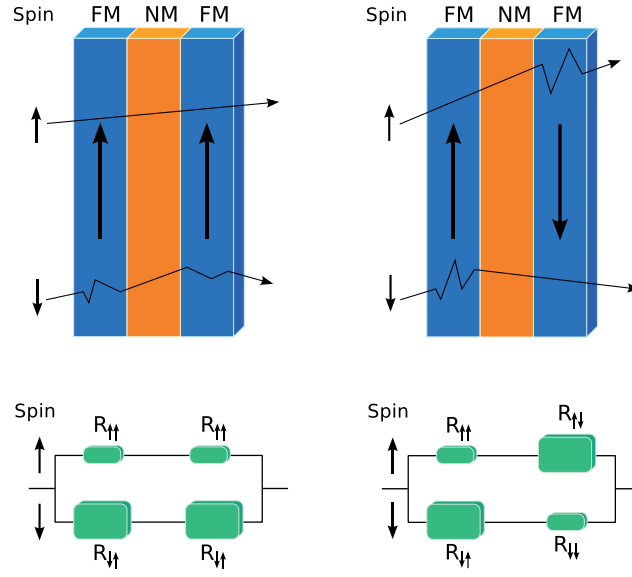 Spin FM NM FM
Spin FM NM FM
Spin
R↑↑ R↑↑
R↓↑ R↓↑
Spin
R↑↑ R↑↓
R↓↑ R↓↓